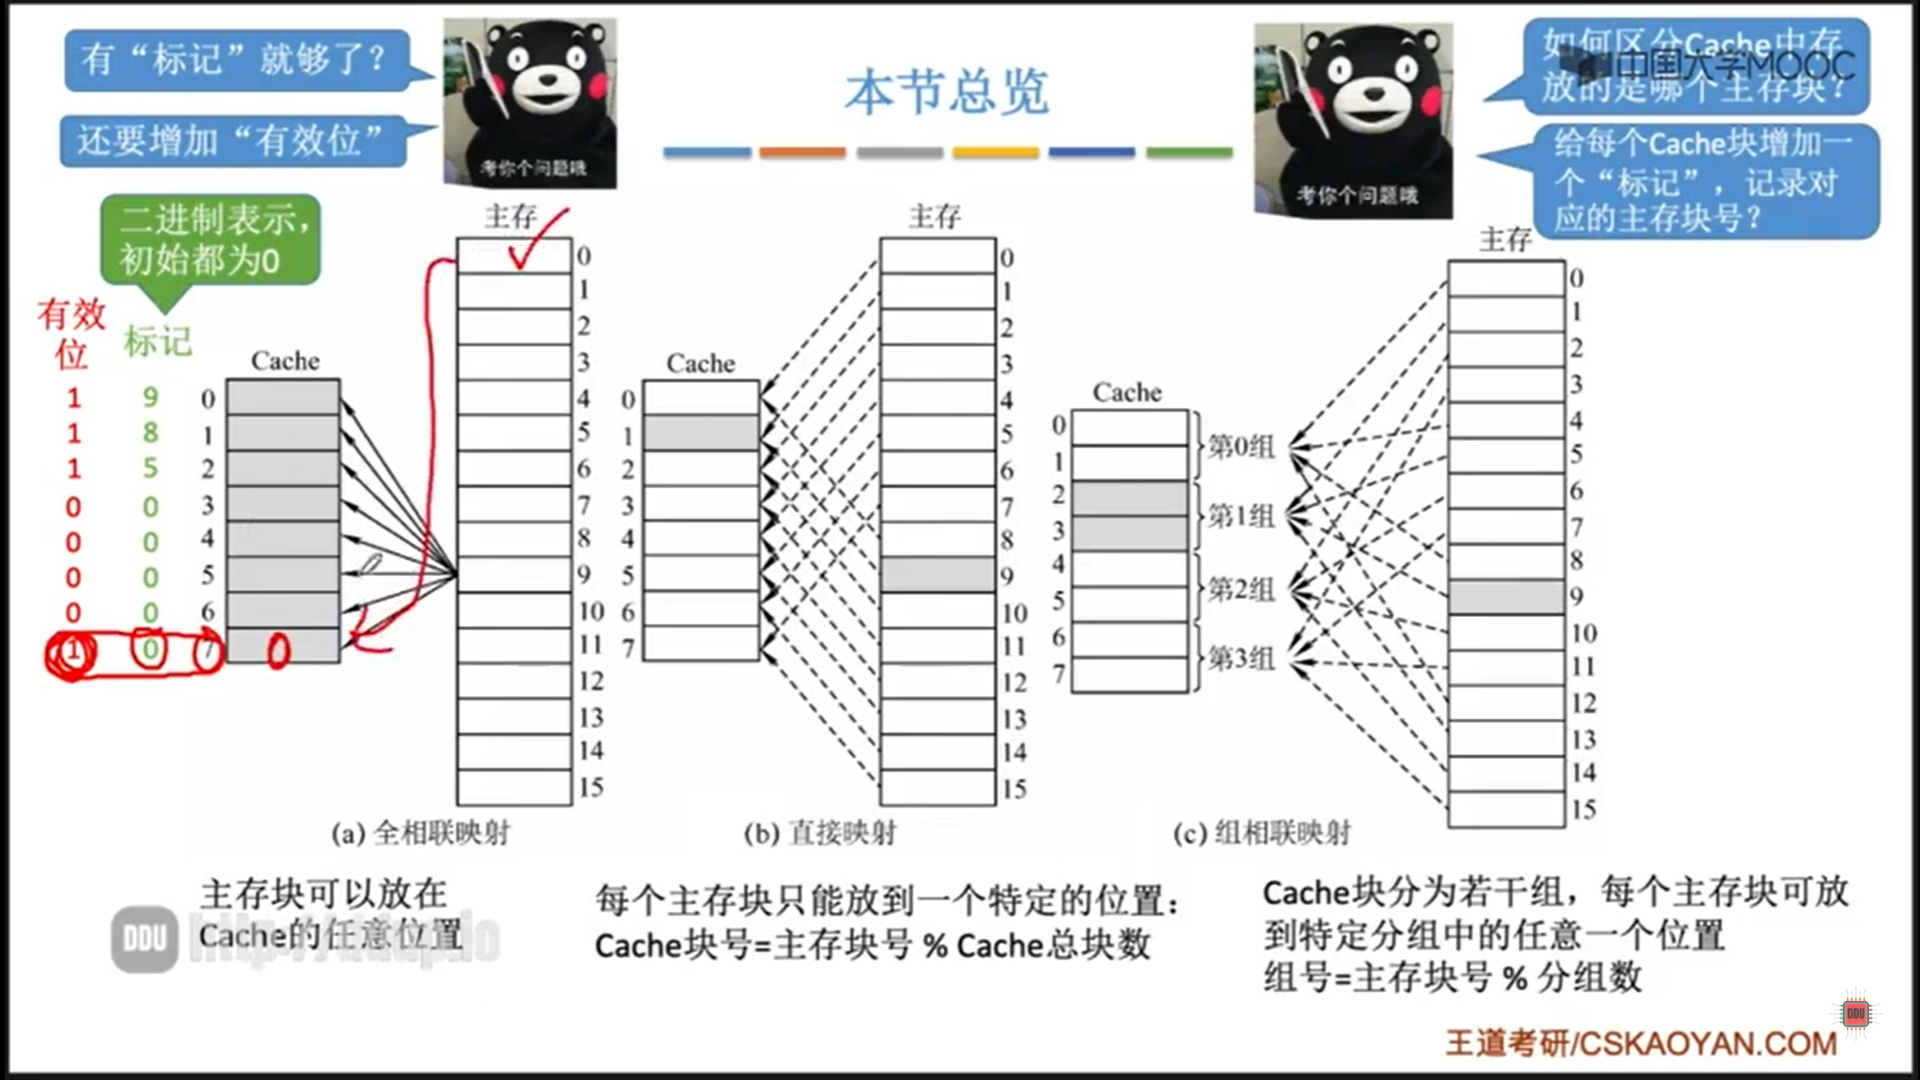 有“标记”就够了？
还要增加“有效位”
考你个问题哦
本节总览
考你个问题哦
如何区分Cache中存
放的是哪个主存块？
中国大学MOOC
给每个Cache块增加一
个“标记”，记录对
应的主存块号？
二进制表示，
初始都为0
有效
位
标记
Cache
主存
1 9 0
1 8 1
1 5 2
0 0 3
0 0 4
0 0 5
0 0 6
1 0 7 0
0
1
2
3
4
5
6
7
8
9
10
11
12
13
14
15
(a) 全相联映射
主存块可以放在
Cache的任意位置
Cache
0
1
2
3
4
5
6
7
主存
0
1
2
3
4
5
6
7
8
9
10
11
12
13
14
15
(b) 直接映射
每个主存块只能放到一个特定的位置：
Cache块号=主存块号 % Cache总块数
Cache
0
1
2
3
4
5
6
7
第0组
第1组
第2组
第3组
主存
0
1
2
3
4
5
6
7
8
9
10
11
12
13
14
15
(c) 组相联映射
Cache块分为若干组，每个主存块可放
到特定分组中的任意一个位置
组号=主存块号 % 分组数
DDU
DDU
王道考研/CSKAOYAN.COM